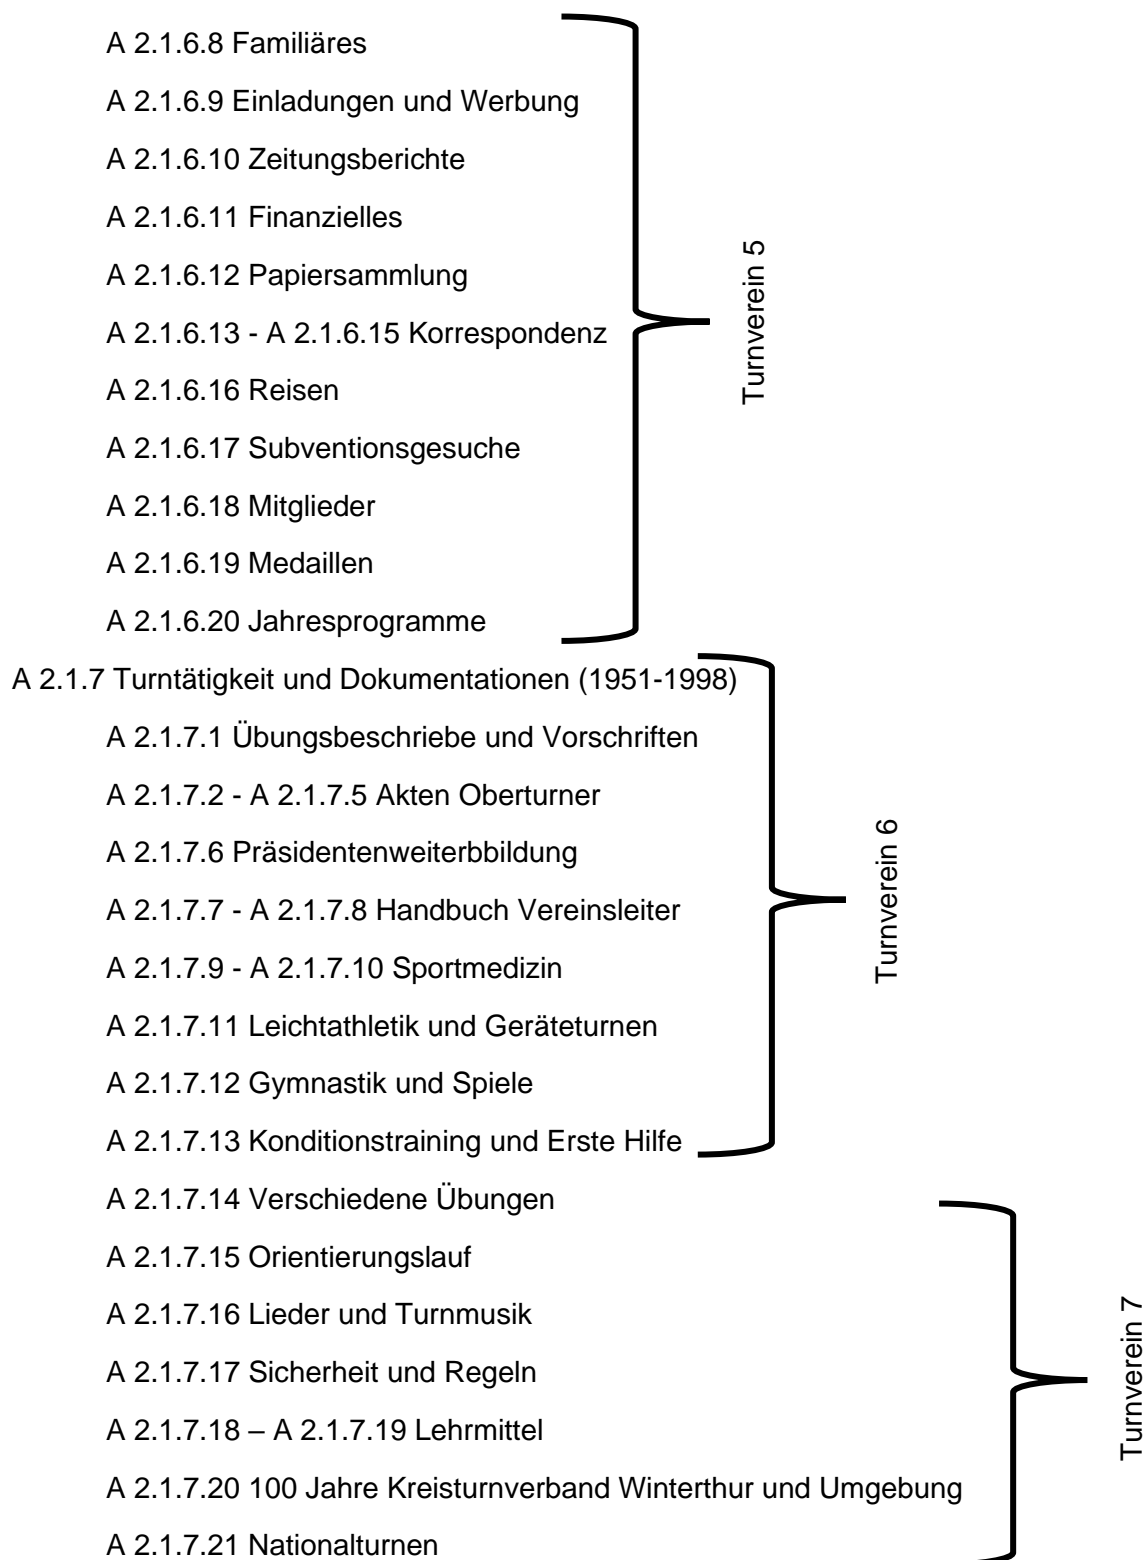 A 2.1.6.8 Familiäres
A 2.1.6.9 Einladungen und Werbung
A 2.1.6.10 Zeitungsberichte
A 2.1.6.11 Finanzielles
A 2.1.6.12 Papiersammlung
A 2.1.6.13 - A 2.1.6.15 Korrespondenz
A 2.1.6.16 Reisen
A 2.1.6.17 Subventionsgesuche
A 2.1.6.18 Mitglieder
A 2.1.6.19 Medaillen
A 2.1.6.20 Jahresprogramme
Turnverein 5
A 2.1.7 Turntätigkeit und Dokumentationen (1951-1998)
A 2.1.7.1 Übungsbeschriebe und Vorschriften
A 2.1.7.2 - A 2.1.7.5 Akten Oberturner
A 2.1.7.6 Präsidentenweiterbbildung
A 2.1.7.7 - A 2.1.7.8 Handbuch Vereinsleiter
A 2.1.7.9 - A 2.1.7.10 Sportmedizin
A 2.1.7.11 Leichtathletik und Geräteturnen
A 2.1.7.12 Gymnastik und Spiele
A 2.1.7.13 Konditionstraining und Erste Hilfe
Turnverein 6
A 2.1.7.14 Verschiedene Übungen
A 2.1.7.15 Orientierungslauf
A 2.1.7.16 Lieder und Turnmusik
A 2.1.7.17 Sicherheit und Regeln
A 2.1.7.18 – A 2.1.7.19 Lehrmittel
A 2.1.7.20 100 Jahre Kreisturnverband Winterthur und Umgebung
A 2.1.7.21 Nationalturnen
Turnverein 7